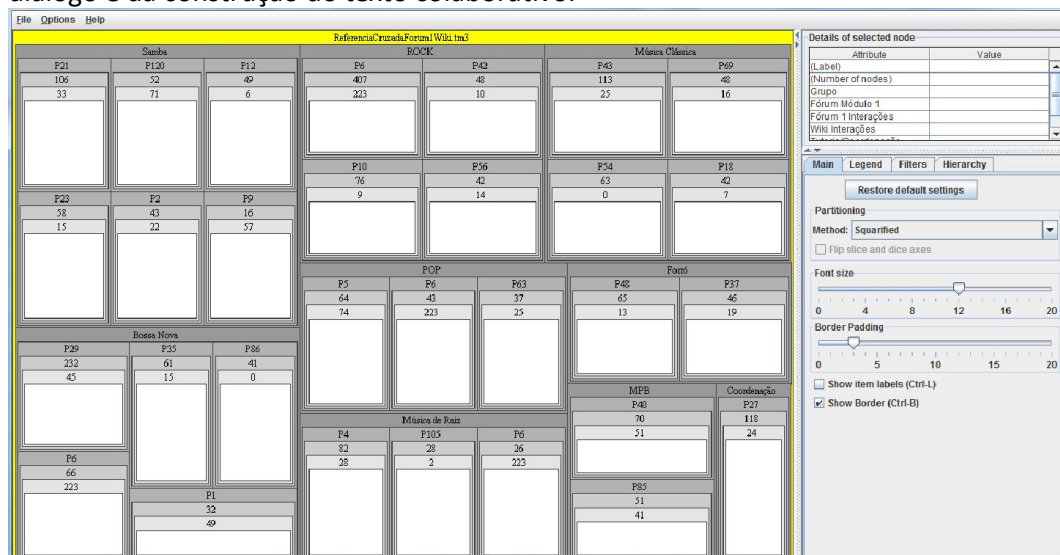 diálogo e da construção do texto colaborativo.
File Options Help
ReferenciaCruzadaForum1Wiki.tm3
Samba
P21 P120 P12
106 52 49
33 71 6
P23 P2 P9
58 43 16
15 22 57
Bossa Nova
P29 P35 P86
232 61 41
45 15 0
P6
66
223
P1
32
49
ROCK
P6 P42
407 48
223 10
P10 P56
76 42
9 14
Música Clássica
P43 P69
113 48
25 16
P54 P18
63 42
0 7
POP
P5 P6 P63
64 43 37
74 223 25
Forró
P48 P37
65 46
13 19
Música de Raiz
P4 P105 P6
82 28 26
28 2 223
MPB
P40
70
51
P85
51
41
Coordenação
P27
118
24
Details of selected node
Attribute Value
(Label)
(Number of nodes)
Grupo
Fórum Módulo 1
Fórum 1 Interações
Wiki Interações
Main Legend Filters Hierarchy
Restore default settings
Partitioning
Method: Squarified
Flip slice and dice axes
Font size
0 4 8 12 16 20
Border Padding
0 5 10 15 20
Show item labels (Ctrl-L)
Show Border (Ctrl-B)